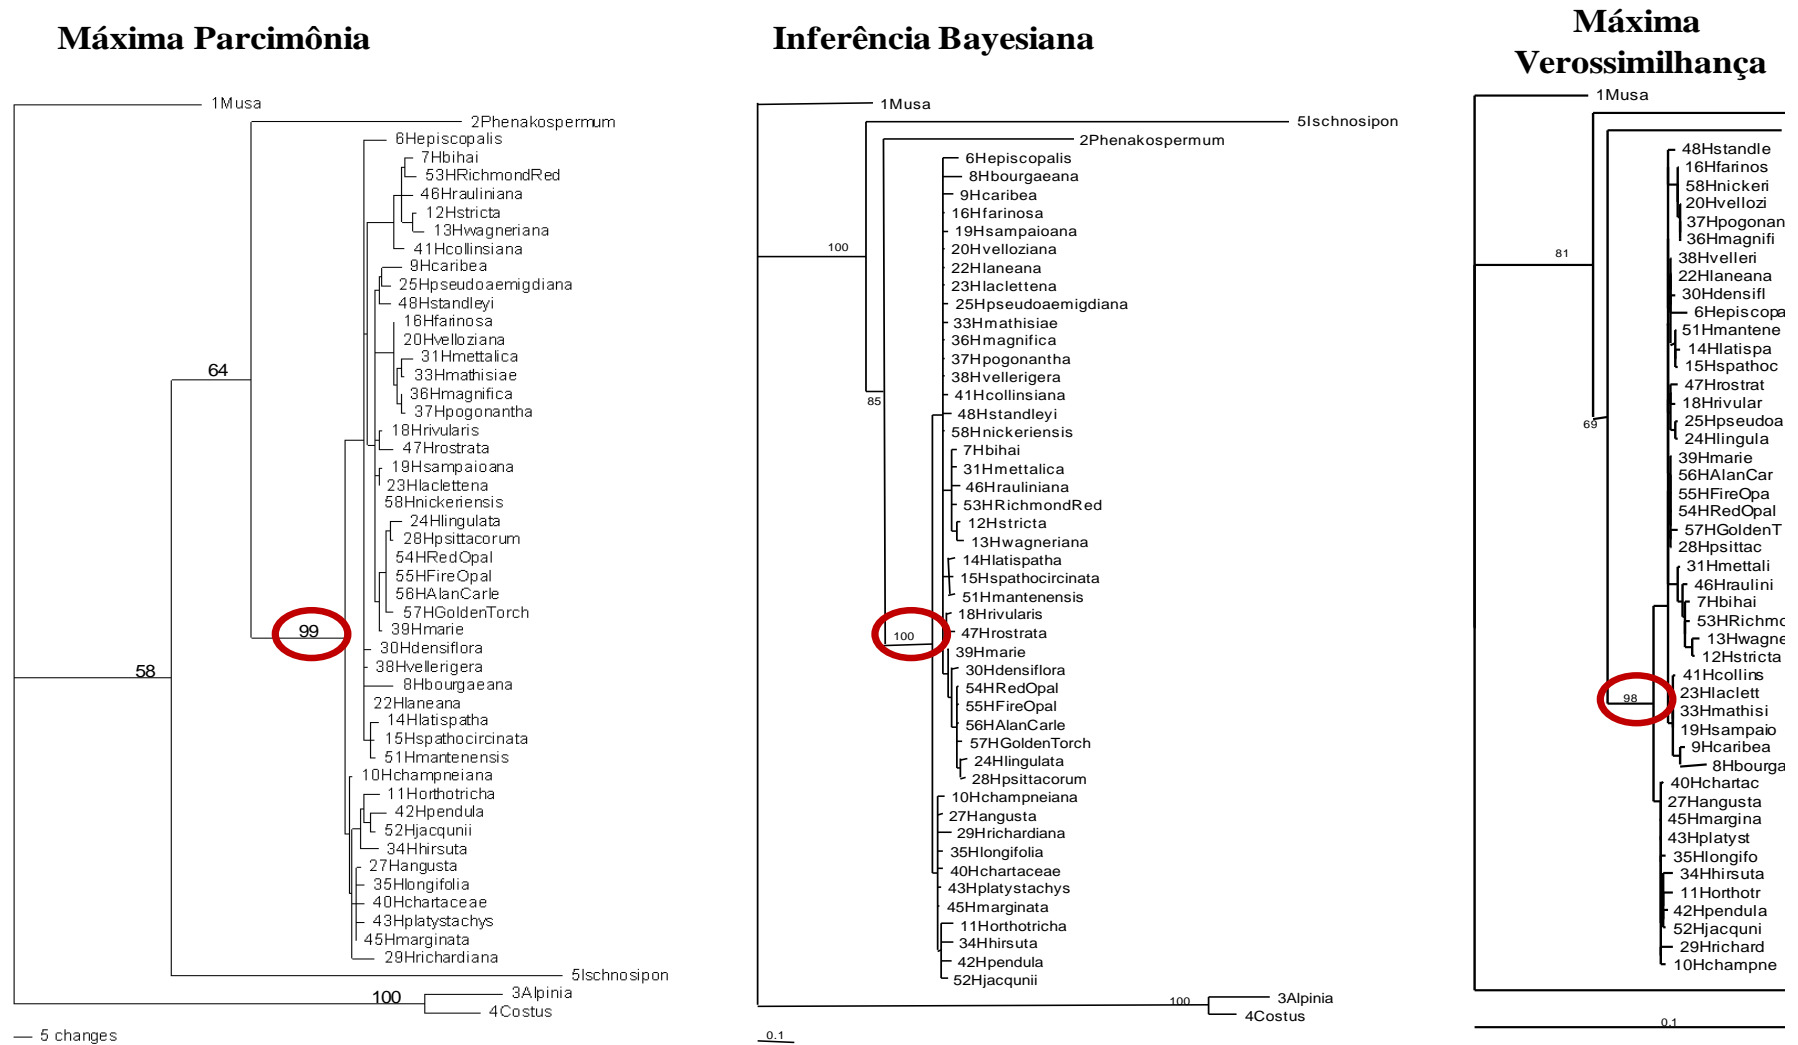 Máxima Parcimônia
1Musa
2Phenakospermum
6Hepiscopalis
7Hbihai
53HRichmondRed
46Hrauliniana
12Hstricta
13Hwagneriana
41Hcollinsiana
9Hcaribea
25Hpseudoaemigdiana
48Hstandleyi
16Hfarinosa
20Hvelloziana
31Hmettalica
33Hmathisiae
36Hmagnifica
37Hpogonantha
18Hrivularis
47Hrostrata
19Hsampaioana
23Hlaclettena
58Hnickeriensis
24Hlingulata
28Hpsittacorum
54HRedOpal
55HFireOpal
56HAlanCarle
57HGoldenTorch
39Hmarie
30Hdensiflora
38Hvellerigera
8Hbourgaeana
22Hlaneana
14Hlatispatha
15Hspathocircinata
51Hmantenensis
10Hchampneiana
11Horthotricha
42Hpendula
52Hjacqunii
34Hhirsuta
27Hangusta
35Hlongifolia
40Hchartaceae
43Hplatystachys
45Hmarginata
29Hrichardiana
5Ischnosipon
3Alpinia
4Costus
64
99
58
100
5 changes
Inferência Bayesiana
1Musa
5Ischnosipon
2Phenakospermum
6Hepiscopalis
8Hbourgaeana
9Hcaribea
16Hfarinosa
19Hsampaioana
20Hvelloziana
22Hlaneana
23Hlaclettena
25Hpseudoaemigdiana
33Hmathisiae
36Hmagnifica
37Hpogonantha
38Hvellerigera
41Hcollinsiana
48Hstandleyi
58Hnickeriensis
7Hbihai
31Hmettalica
46Hrauliniana
53HRichmondRed
12Hstricta
13Hwagneriana
14Hlatispatha
15Hspathocircinata
51Hmantenensis
18Hrivularis
47Hrostrata
39Hmarie
30Hdensiflora
54HRedOpal
55HFireOpal
56HAlanCarle
57HGoldenTorch
24Hlingulata
28Hpsittacorum
10Hchampneiana
27Hangusta
29Hrichardiana
35Hlongifolia
40Hchartaceae
43Hplatystachys
45Hmarginata
11Horthotricha
34Hhirsuta
42Hpendula
52Hjacqunii
3Alpinia
4Costus
100
85
100
100
0.1
Máxima
Verossimilhança
1Musa
48Hstandle
16Hfarinos
58Hnickeri
20Hvellozi
37Hpogonan
36Hmagnifi
38Hvelleri
22Hlaneana
30Hdensifl
6Hepiscopa
51Hmantene
14Hlatispa
15Hspathoc
47Hrostrat
18Hrivular
25Hpseudoa
24Hlingula
39Hmarie
56HAlanCar
55HFireOpa
54HRedOpal
57HGoldenT
28Hpsittac
31Hmettali
46Hraulini
7Hbihai
53HRichmo
13Hwagne
12Hstricta
41Hcollins
23Hlaclett
33Hmathisi
19Hsampaio
9Hcaribea
8Hbourga
40Hchartac
27Hangusta
45Hmargina
43Hplatyst
35Hlongifo
34Hhirsuta
11Horthotr
42Hpendula
52Hjacquni
29Hrichard
10Hchampne
81
69
98
0.1